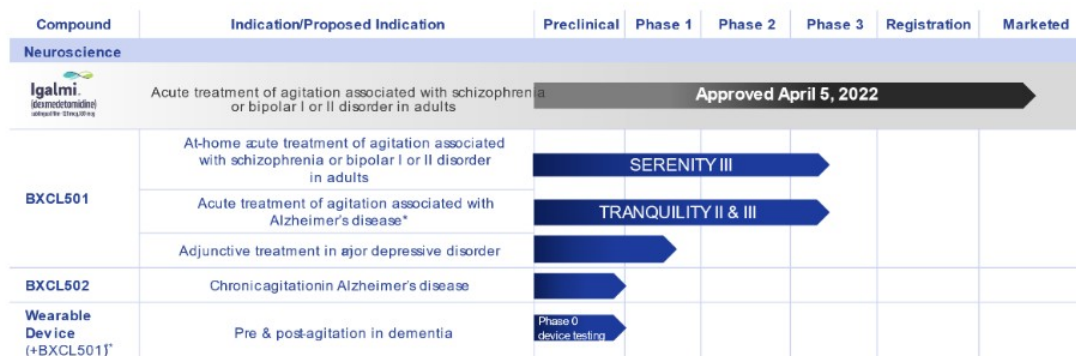 Compound Indication/Proposed Indication Preclinical Phase 1 Phase 2 Phase 3 Registration Marketed
Neuroscience
Igalmi.
(dexmedetomidine)
Acute treatment of agitation associated with schizophrenia
or bipolar I or II disorder in adults
Approved April 5, 2022
BXCL501
At-home acute treatment of agitation associated
with schizophrenia or bipolar I or II disorder
in adults
SERENITY III
Acute treatment of agitation associated with
Alzheimer's disease*
TRANQUILITY II & III
Adjunctive treatment in major depressive disorder
BXCL502
Chronicagitationin Alzheimer's disease
Wearable
Device
(+BXCL501)*
Pre & post-agitation in dementia
Phase 0
device testing